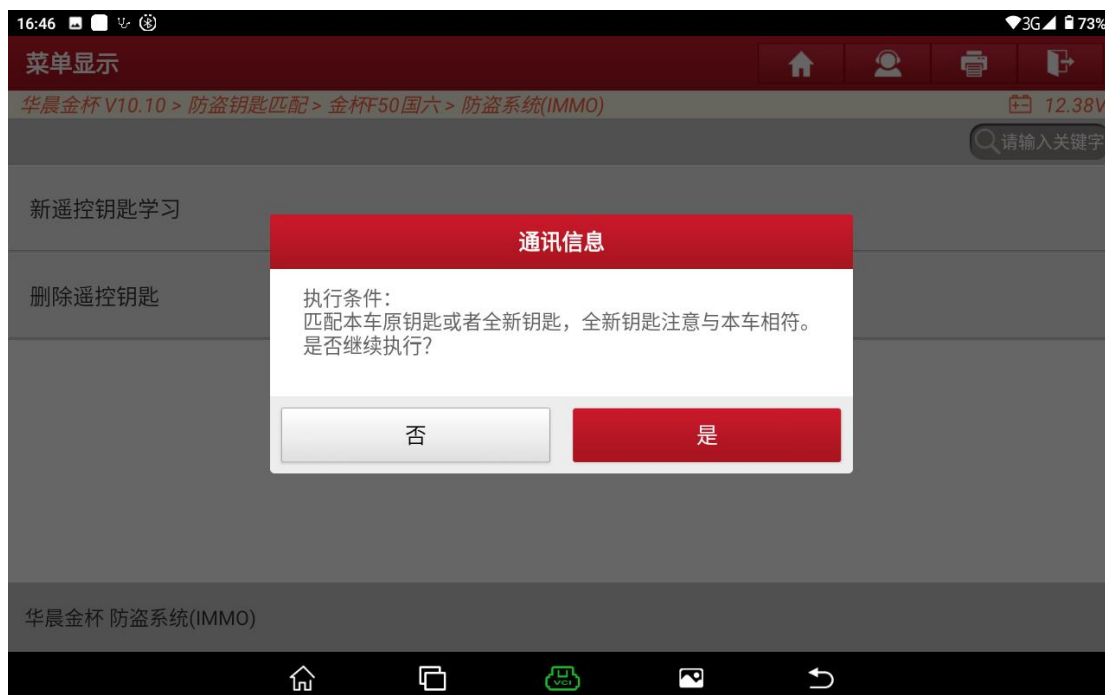 16:46
3G 73%
菜单显示
华晨金杯 V10.10 > 防盗钥匙匹配 > 金杯F50国六 > 防盗系统(IMMO)
12.38V
请输入关键字
新遥控钥匙学习
通讯信息
删除遥控钥匙
执行条件：
匹配本车原钥匙或者全新钥匙，全新钥匙注意与本车相符。
是否继续执行？
否
是
华晨金杯 防盗系统(IMMO)
VCI